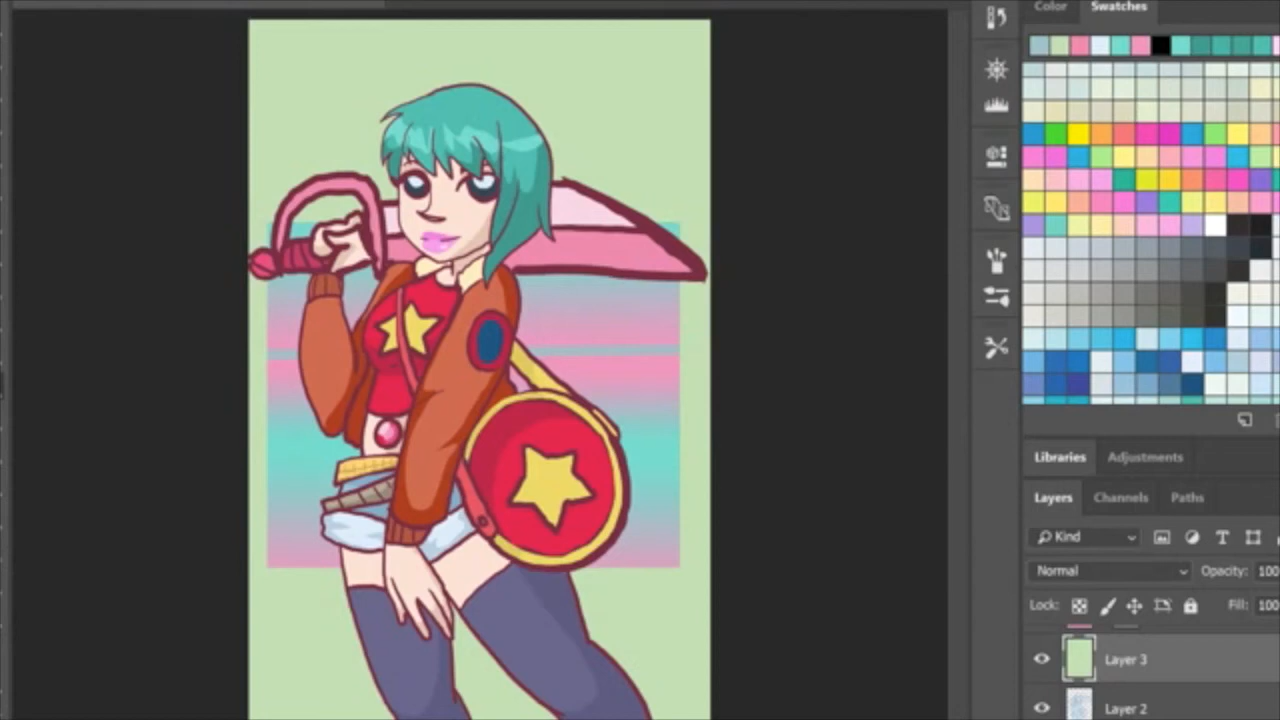 Color Swatches
Libraries Adjustments
Layers Channels Paths
Kind
Normal Opacity: 100
Lock: Fill: 100
Layer 3
Layer 2